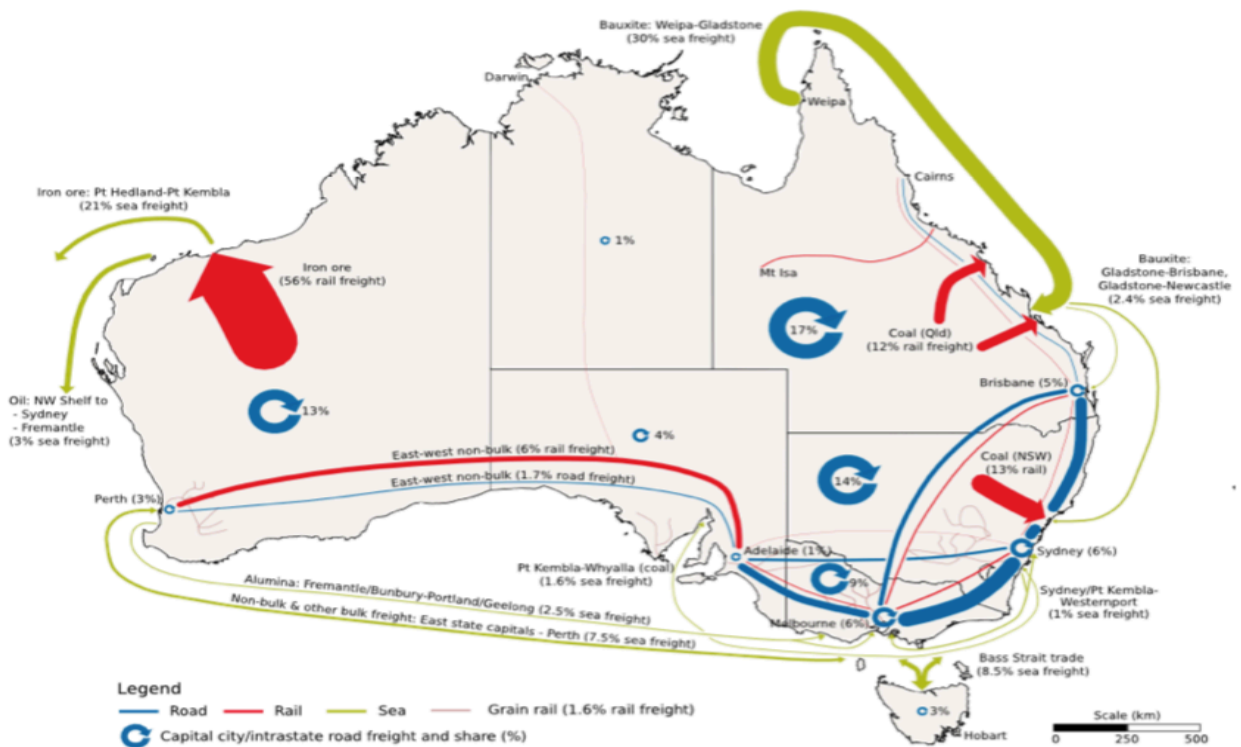 Bauxite: Weipa-Gladstone
(30% sea freight)
Darwin
Weipa
Cairns
Iron ore: Pt Hedland-Pt Kembla
(21% sea freight)
1%
Iron ore
(56% rail freight)
Mt Isa
Bauxite:
Gladstone-Brisbane,
Gladstone-Newcastle
(2.4% sea freight)
17%
Coal (Qld)
(12% rail freight)
Brisbane (5%)
Oil: NW Shelf to
- Sydney
- Fremantle
(3% sea freight)
13%
4%
East-west non-bulk (6% rail freight)
East-west non-bulk (1.7% road freight)
Coal (NSW)
(13% rail)
14%
Perth (3%)
Adelaide (1%)
Sydney (6%)
Pt Kembla-Whyalla (coal)
(1.6% sea freight)
9%
Alumina: Fremantle/Bunbury-Portland/Geelong (2.5% sea freight)
Non-bulk & other bulk freight: East state capitals - Perth (7.5% sea freight)
Sydney/Pt Kembla-
Westernport
(1% sea freight)
Melbourne (6%)
Bass Strait trade
(8.5% sea freight)
3%
Hobart
Legend
Road
Rail
Sea
Grain rail (1.6% rail freight)
Capital city/intrastate road freight and share (%)
Scale (km)
0 250 500